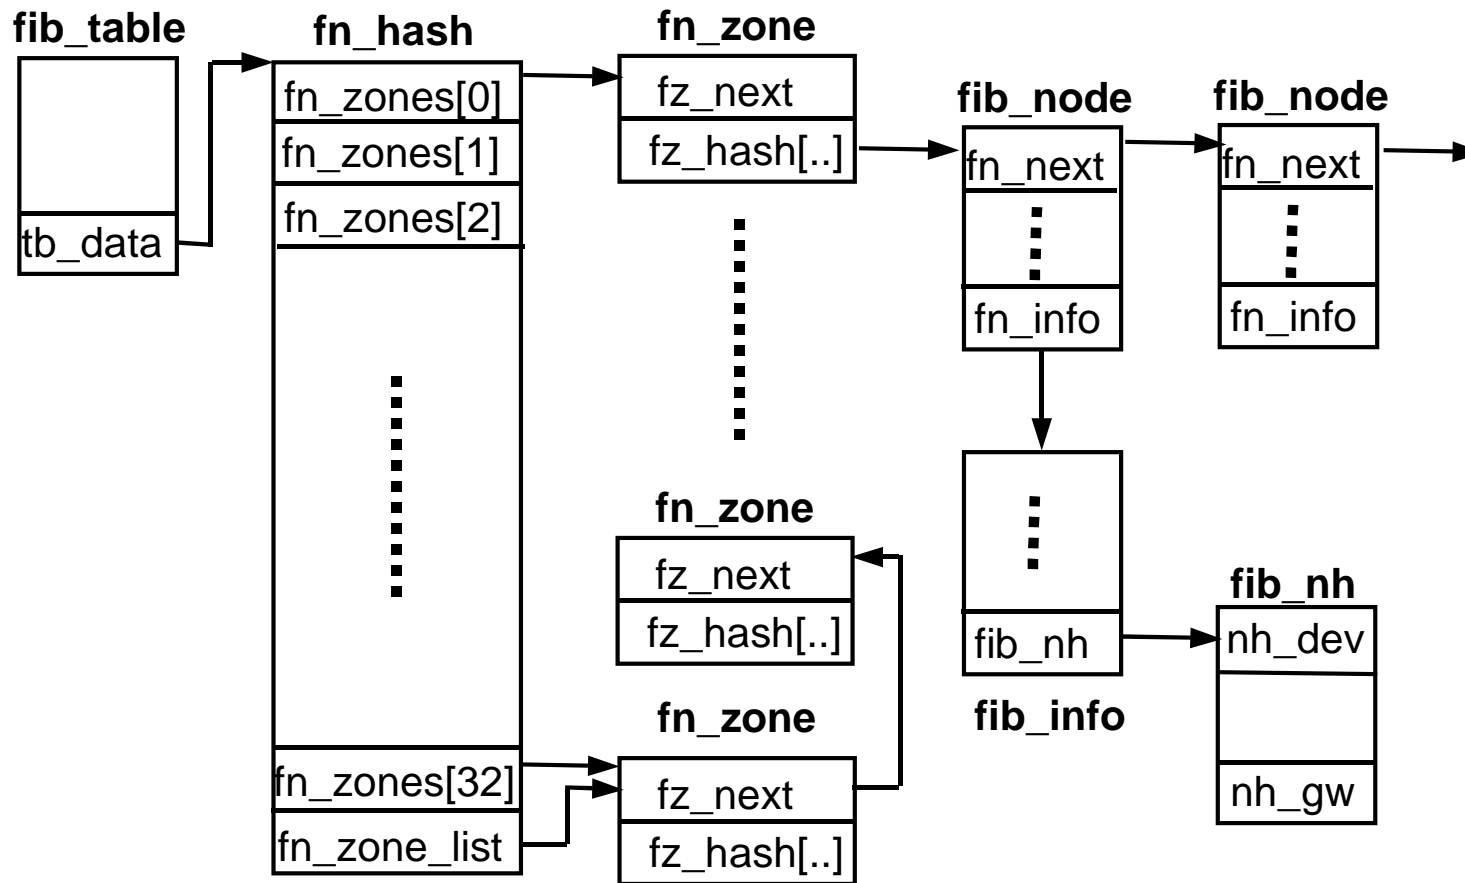 fib_table
tb_data
fn_hash
fn_zones[0]
fn_zones[1]
fn_zones[2]
fn_zones[32]
fn_zone_list
fn_zone
fz_next
fz_hash[..]
fn_zone
fz_next
fz_hash[..]
fn_zone
fz_next
fz_hash[..]
fib_node
fn_next
fn_info
fib_node
fn_next
fn_info
fib_nh
fib_info
fib_nh
nh_dev
nh_gw